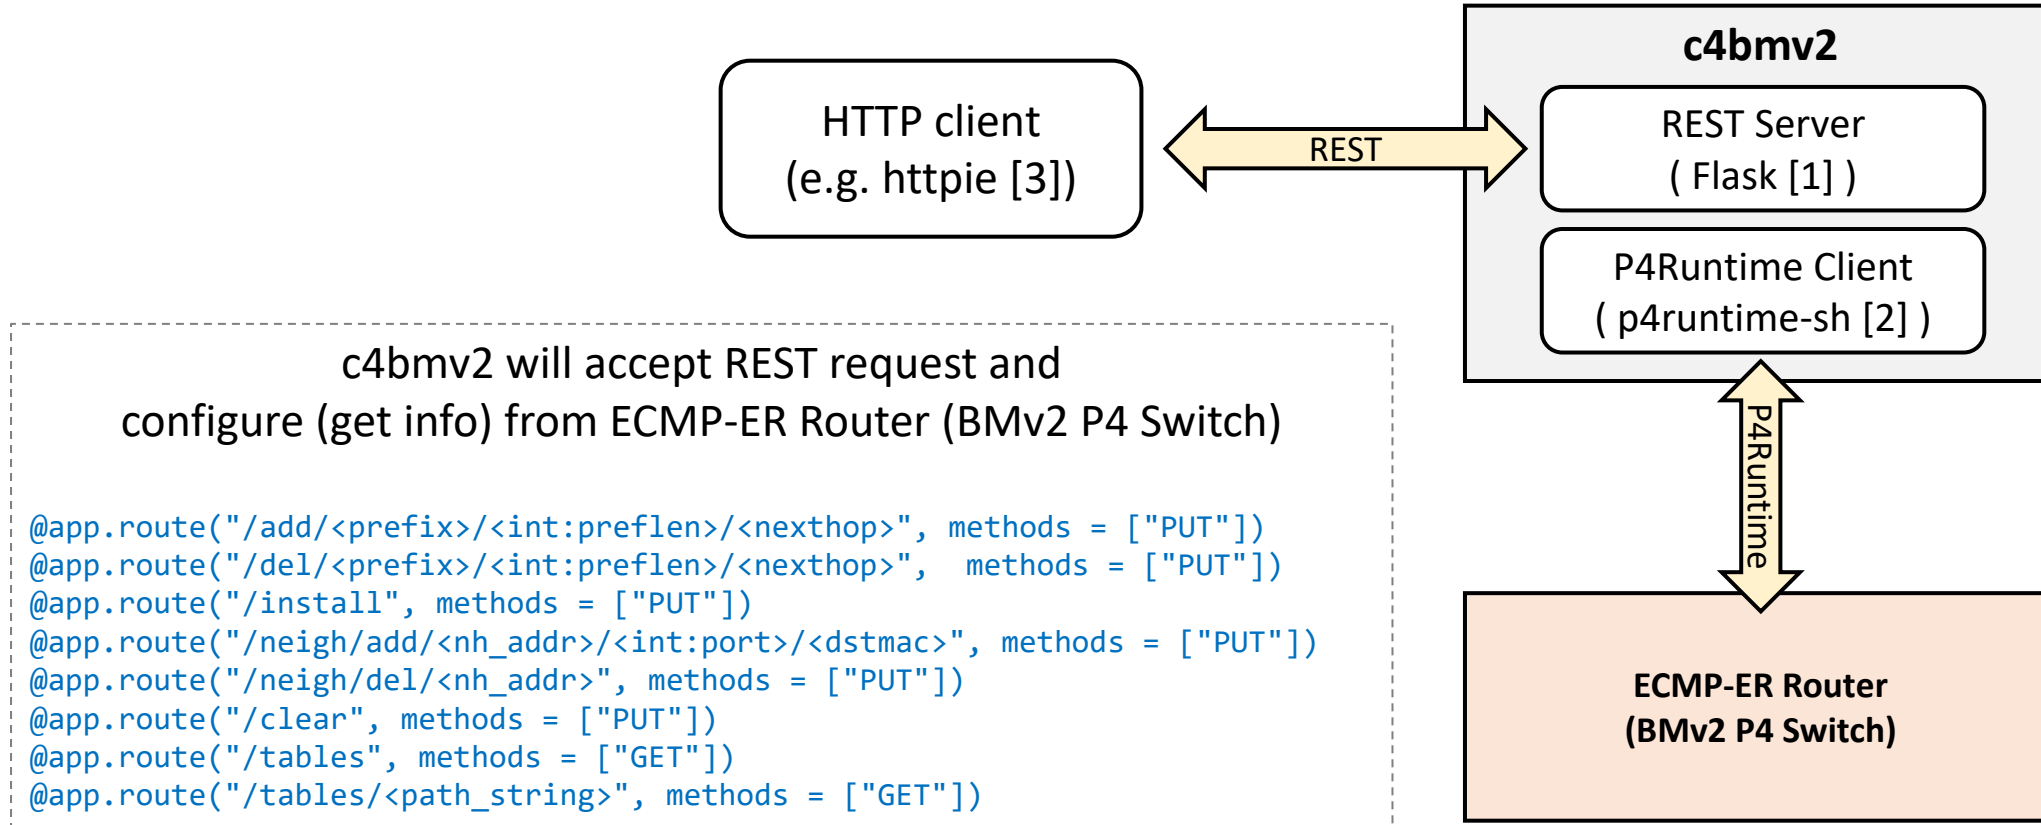 c4bmv2
HTTP client
(e.g. httpie [3])
REST
REST Server
( Flask [1] )
P4Runtime Client
( p4runtime-sh [2] )
P4Runtime
ECMP-ER Router
(BMv2 P4 Switch)
c4bmv2 will accept REST request and
configure (get info) from ECMP-ER Router (BMv2 P4 Switch)
@app.route("/add/<prefix>/<int:preflen>/<nexthop>", methods = ["PUT"])
@app.route("/del/<prefix>/<int:preflen>/<nexthop>",  methods = ["PUT"])
@app.route("/install", methods = ["PUT"])
@app.route("/neigh/add/<nh_addr>/<int:port>/<dstmac>", methods = ["PUT"])
@app.route("/neigh/del/<nh_addr>", methods = ["PUT"])
@app.route("/clear", methods = ["PUT"])
@app.route("/tables", methods = ["GET"])
@app.route("/tables/<path_string>", methods = ["GET"])